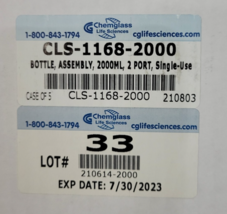 Chemglass
Life Sciences
1-800-843-1794 cglifesciences.com
CLS-1168-2000
BOTTLE, ASSEMBLY, 2000ML, 2 PORT, Single-Use
CASE OF 5 CLS-1168-2000 210803
Chemglass
Life Sciences
1-800-843-1794 cglifesciences.com
33
LOT#
210614-2000
EXP DATE: 7/30/2023